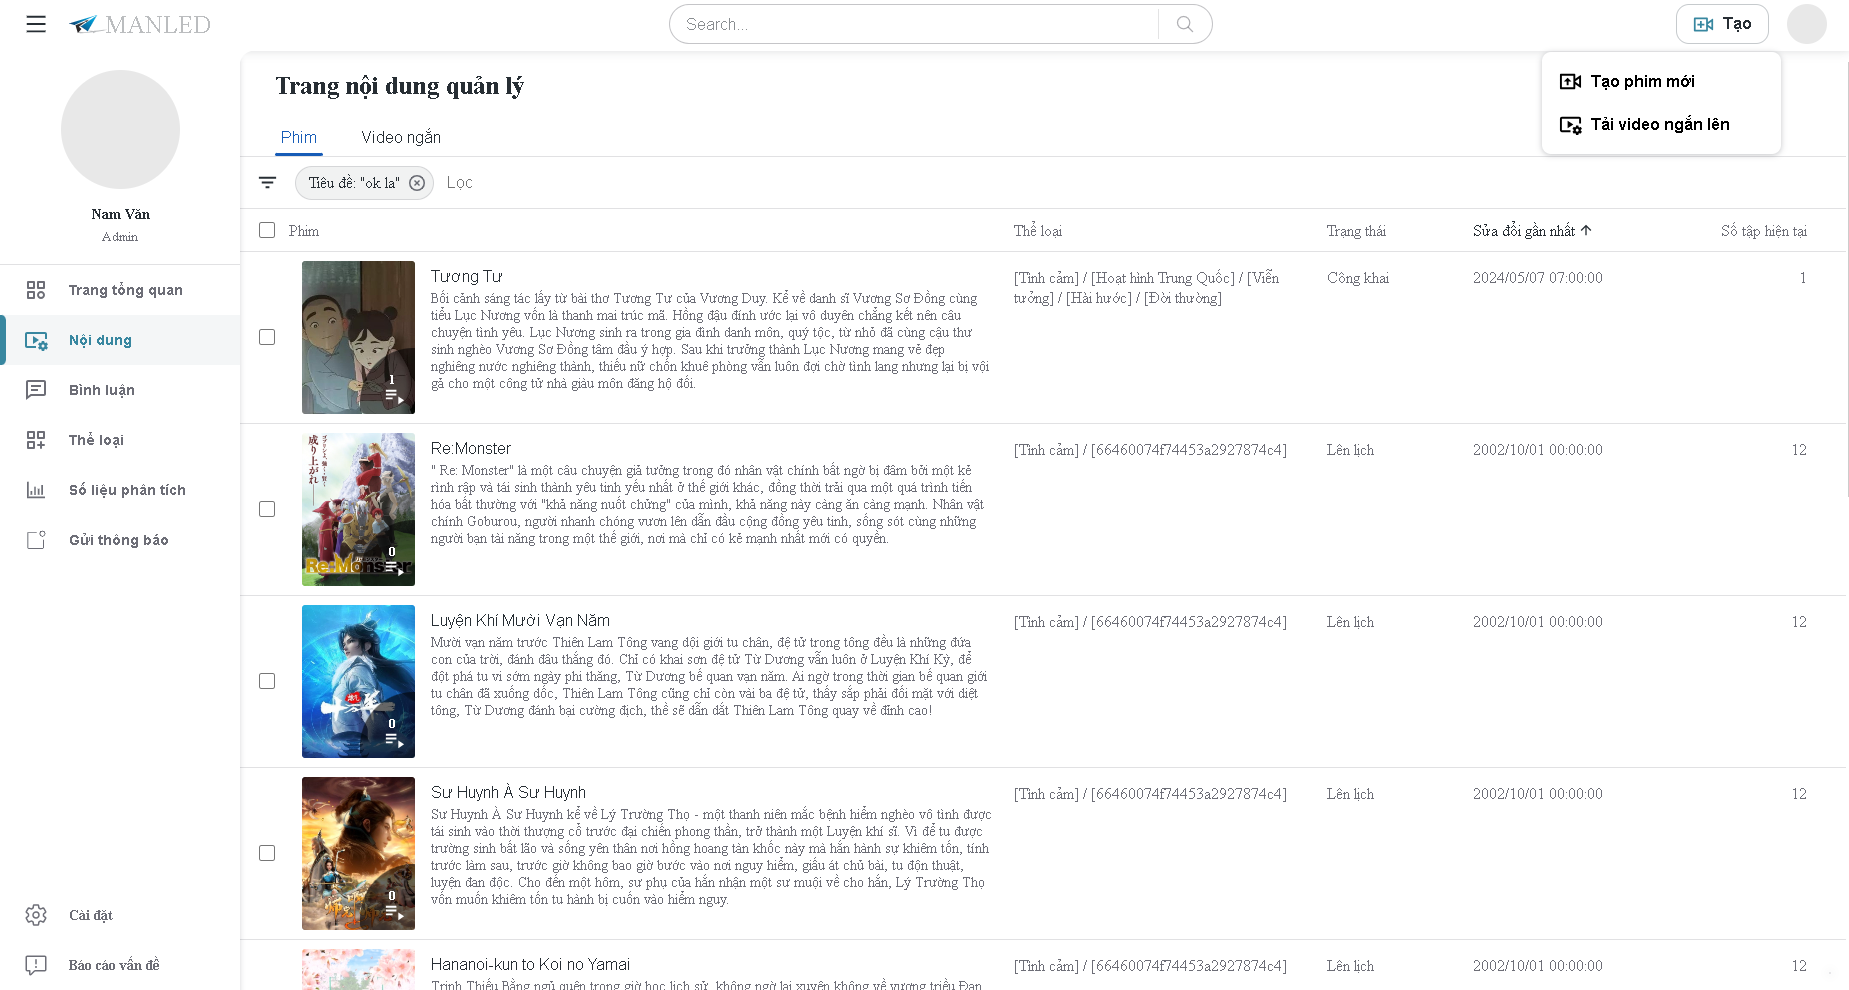 MANLED
Search...
Tạo
Tạo phim mới
Tải video ngắn lên
Nam Văn
Admin
Trang tổng quan
Nội dung
Bình luận
Thể loại
Số liệu phân tích
Gửi thông báo
Cài đặt
Báo cáo vấn đề
Trang nội dung quản lý
Phim
Video ngắn
Tiêu đề: "ok la"
Lọc
Phim
Thể loại
Trạng thái
Sửa đổi gần nhất
Số tập hiện tại
1
Tương Tư
Bối cảnh sáng tác lấy từ bài thơ Tương Tư của Vương Duy. Kể về danh sĩ Vương Sơ Đồng cùng
tiểu Lục Nương vốn là thanh mai trúc mã. Hồng đậu đính ước lại vô duyên chẳng kết nên câu
chuyện tình yêu. Lục Nương sinh ra trong gia đình danh môn, quý tộc, từ nhỏ đã cùng cậu thư
sinh nghèo Vương Sơ Đồng tâm đầu ý hợp. Sau khi trưởng thành Lục Nương mang vẻ đẹp
nghiêng nước nghiêng thành, thiếu nữ chốn khuê phòng vẫn luôn đợi chờ tình lang nhưng lại bị vội
gả cho một công tử nhà giàu môn đăng hộ đối.
[Tình cảm] / [Hoạt hình Trung Quốc] / [Viễn
tưởng] / [Hài hước] / [Đời thường]
Công khai
2024/05/07 07:00:00
1
成り上がれ
Re:Monster
0
Re:Monster
" Re: Monster" là một câu chuyện giả tưởng trong đó nhân vật chính bất ngờ bị đâm bởi một kẻ
rình rập và tái sinh thành yêu tinh yếu nhất ở thế giới khác, đồng thời trải qua một quá trình tiến
hóa bất thường với "khả năng nuốt chửng" của mình, khả năng này càng ăn càng mạnh. Nhân vật
chính Goburou, người nhanh chóng vươn lên dẫn đầu cộng đồng yêu tinh, sống sót cùng những
người bạn tài năng trong một thế giới, nơi mà chỉ có kẻ mạnh nhất mới có quyền.
[Tình cảm] / [66460074f74453a2927874c4]
Lên lịch
2002/10/01 00:00:00
12
0
Luyện Khí Mười Vạn Năm
Mười vạn năm trước Thiên Lam Tông vang dội giới tu chân, đệ tử trong tông đều là những đứa
con của trời, đánh đâu thắng đó. Chỉ có khai sơn đệ tử Từ Dương vẫn luôn ở Luyện Khí Kỳ, để
đột phá tu vi sớm ngày phi thăng, Từ Dương bế quan vạn năm. Ai ngờ trong thời gian bế quan giới
tu chân đã xuống dốc, Thiên Lam Tông cũng chỉ còn vài ba đệ tử, thấy sắp phải đối mặt với diệt
tông, Từ Dương đánh bại cường địch, thề sẽ dẫn dắt Thiên Lam Tông quay về đỉnh cao!
[Tình cảm] / [66460074f74453a2927874c4]
Lên lịch
2002/10/01 00:00:00
12
0
Sư Huynh À Sư Huynh
Sư Huynh À Sư Huynh kể về Lý Trường Thọ - một thanh niên mắc bệnh hiểm nghèo vô tình được
tái sinh vào thời thượng cổ trước đại chiến phong thần, trở thành một Luyện khí sĩ. Vì để tu được
trường sinh bất lão và sống yên thân nơi hồng hoang tàn khốc này mà hắn hành sự khiêm tốn, tính
trước làm sau, trước giờ không bao giờ bước vào nơi nguy hiểm, giấu át chủ bài, tu độn thuật,
luyện đan độc. Cho đến một hôm, sư phụ của hắn nhận một sư muội về cho hắn, Lý Trường Thọ
vốn muốn khiêm tốn tu hành bị cuốn vào hiểm nguy.
[Tình cảm] / [66460074f74453a2927874c4]
Lên lịch
2002/10/01 00:00:00
12
Hananoi-kun to Koi no Yamai
Trịnh Thiếu Bằng ngủ quên trong giờ học lịch sử, không ngờ lại xuyên không về vương triều Đan
[Tình cảm] / [66460074f74453a2927874c4]
Lên lịch
2002/10/01 00:00:00
12